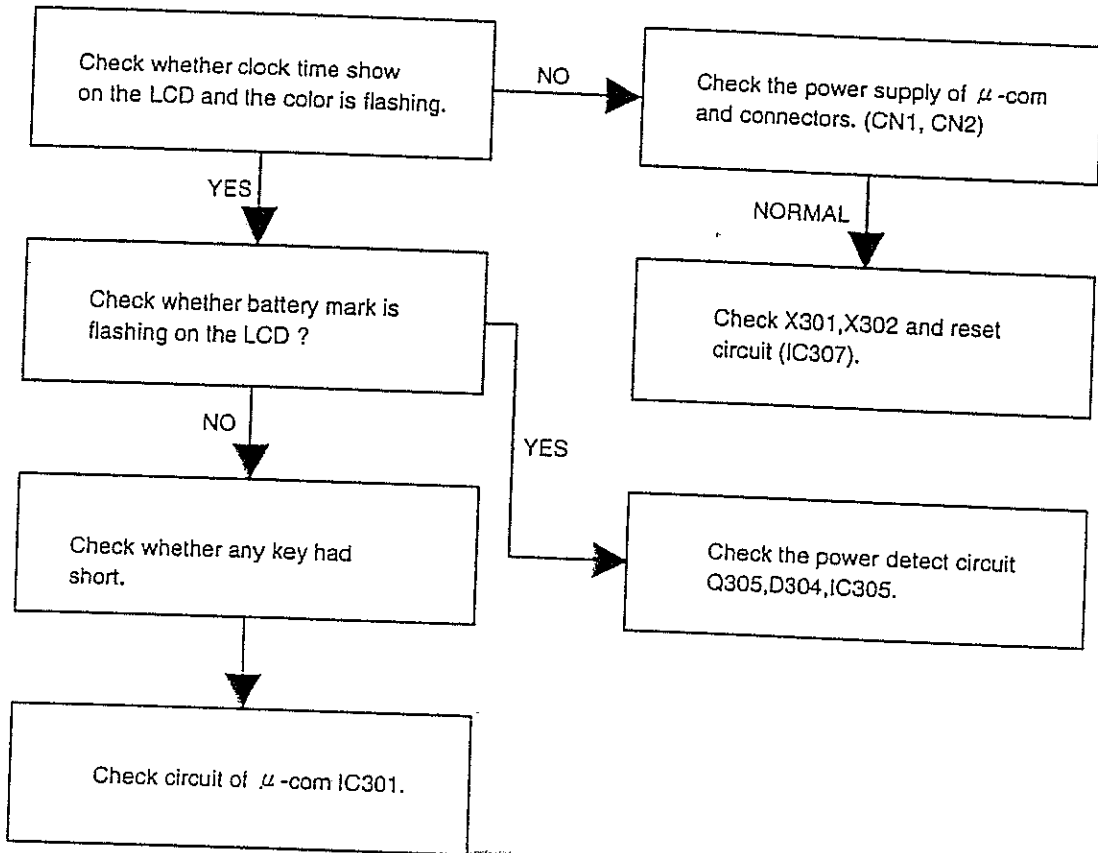 Check whether clock time show
on the LCD and the color is flashing.
NO
Check the power supply of μ-com
and connectors. (CN1, CN2)
YES
NORMAL
Check whether battery mark is
flashing on the LCD ?
Check X301,X302 and reset
circuit (IC307).
NO
YES
Check whether any key had
short.
Check the power detect circuit
Q305,D304,IC305.
Check circuit of μ-com IC301.